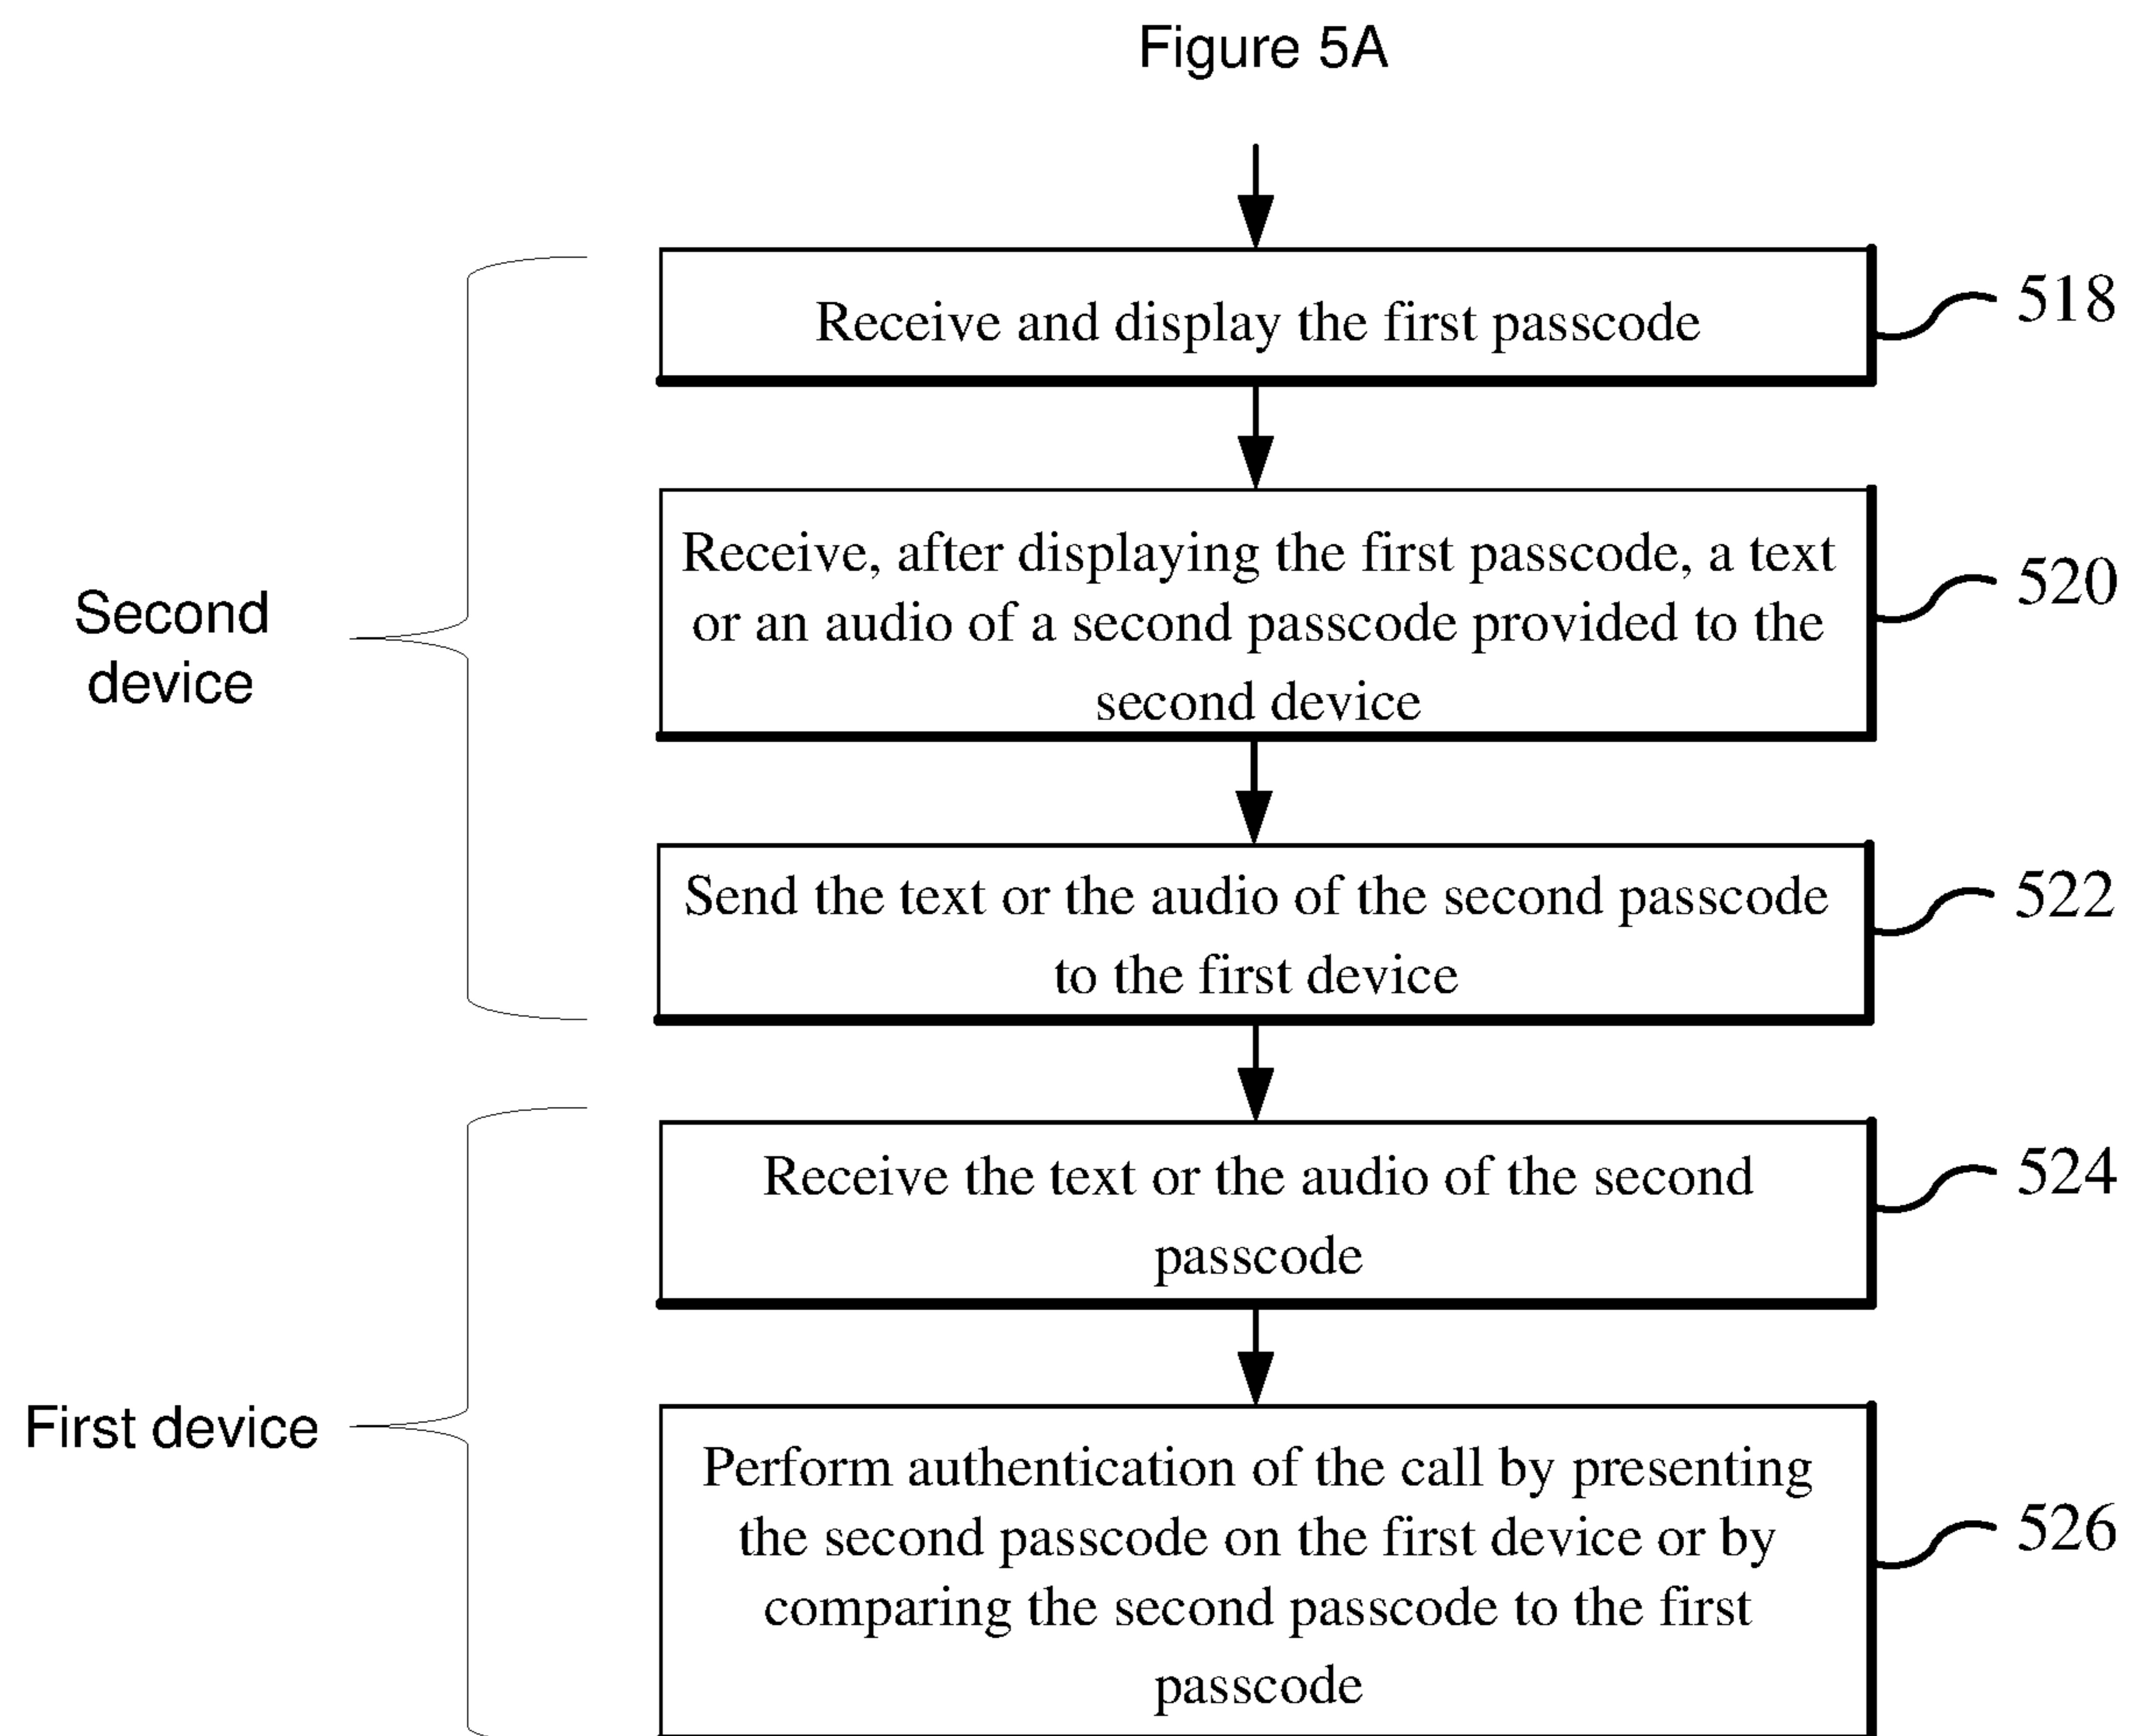 Figure 5A
Receive and display the first passcode
518
Receive, after displaying the first passcode, a text
or an audio of a second passcode provided to the
second device
520
Second
device
Send the text or the audio of the second passcode
to the first device
522
Receive the text or the audio of the second
passcode
524
First device
Perform authentication of the call by presenting
the second passcode on the first device or by
comparing the second passcode to the first
passcode
526